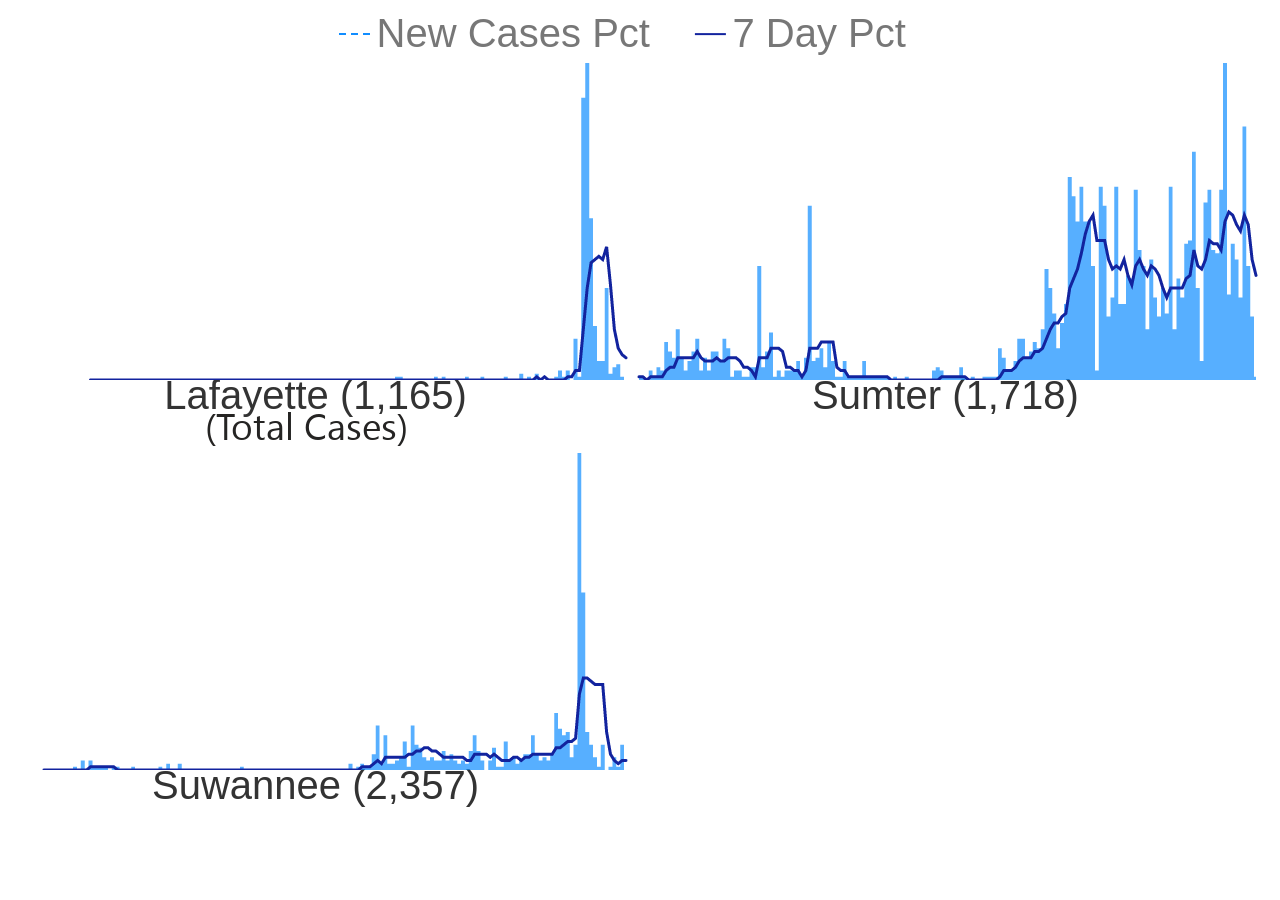 New Cases Pct 7 Day Pct
Lafayette (1,165) Sumter (1,718)
(Total Cases)
Suwannee (2,357)